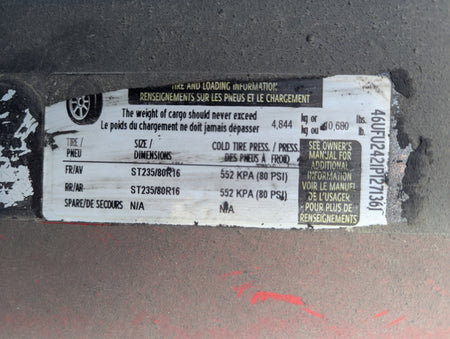 TIRE AND LOADING INFORMATION
RENSEIGNEMENTS SUR LES PNEUS ET LE CHARGEMENT
The weight of cargo should never exceed
Le poids du chargement ne doit jamais dépasser 4,844 kg or kg ou 10,680 lbs. lb.
TIRE/ PNEU SIZE/ DIMENSIONS COLD TIRE PRESS./ PRESS. DES PNEUS À FROID
FR/AV ST235/80R16 552 KPA (80 PSI)
RR/AR ST235/80R16 552 KPA (80 PSI)
SPARE/DE SECOURS N/A N/A
SEE OWNER'S
MANUAL FOR
ADDITIONAL
INFORMATION
VOIR LE MANUEL
DE L'USAGER
POUR PLUS DE
RENSEIGNEMENTS